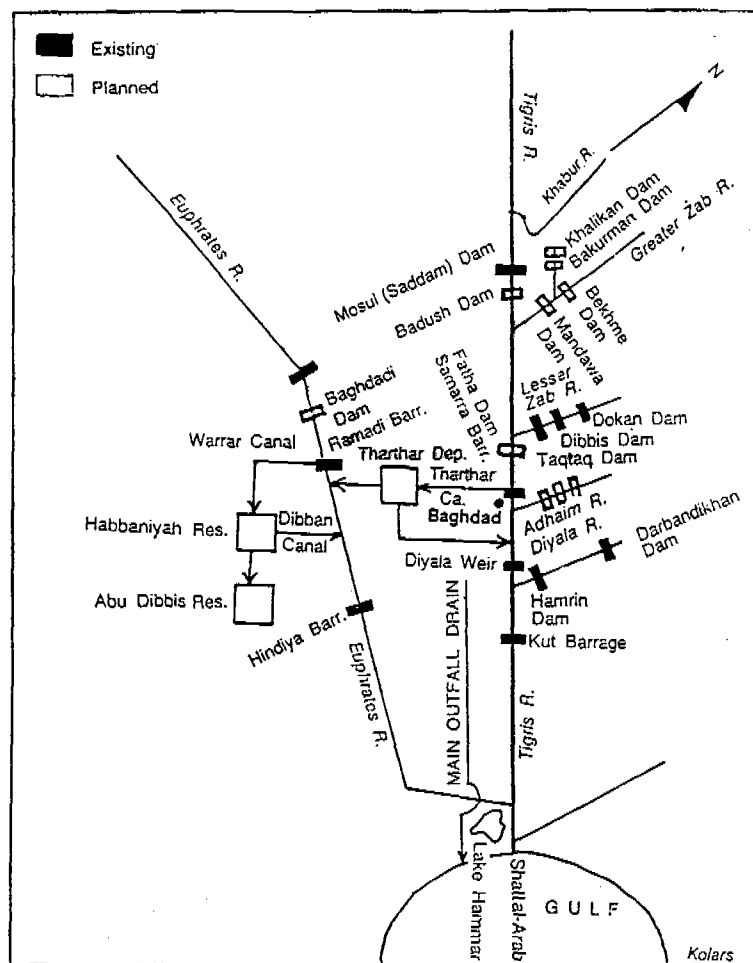 Existing
Planned
Tigris R.
N
Khabur R.
Euphrates R.
Khalikan Dam
Bakurman Dam
Greater Zab R.
Mosul (Saddam) Dam
Badush Dam
Bekhme Dam
Mandawa Dam
Fatha Dam
Samarra Barr.
Lesser Zab R.
Baghdadi Dam
Ramadi Barr.
Dokan Dam
Dibbis Dam
Taqtaq Dam
Warrar Canal
Tharthar Dep.
Tharthar
Ca.
Baghdad
Adhaim R.
Diyala R.
Darbandikhan Dam
Habbaniyah Res.
Dibban
Canal
Diyala Weir
Abu Dibbis Res.
Hamrin Dam
Hindiya Barr.
Kut Barrage
Euphrates R.
MAIN OUTFALL DRAIN
Tigris R.
Lake Hammar
Shattal-Arab
GULF
Kolars